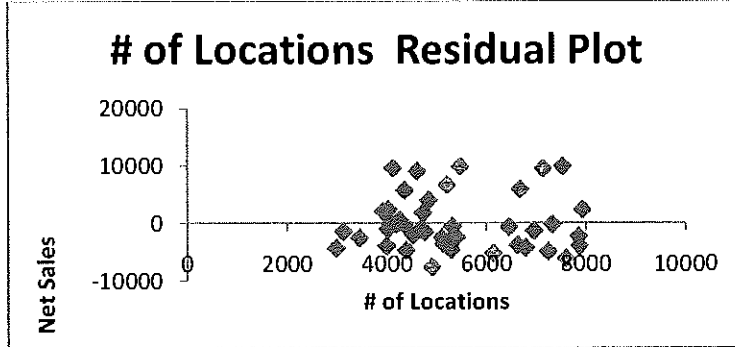 # of Locations Residual Plot
20000
10000
0
-10000
0 2000 4000 6000 8000 10000
Net Sales
# of Locations